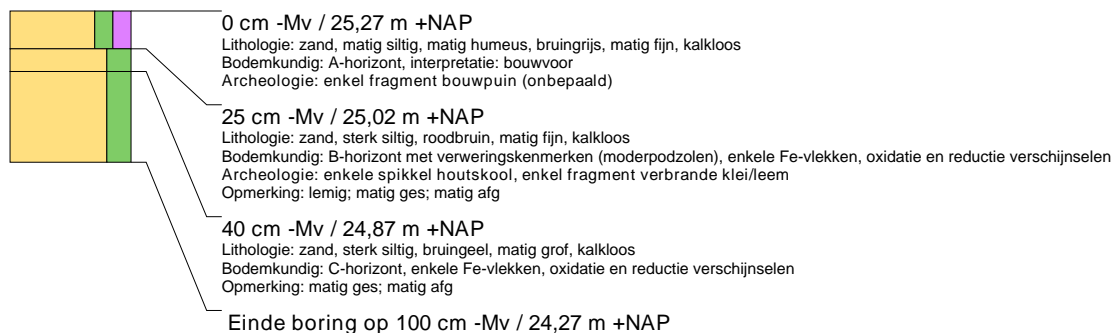 0 cm -Mv / 25,27 m +NAP
Lithologie: zand, matig siltig, matig humeus, bruingrijs, matig fijn, kalkloos
Bodemkundig: A-horizont, interpretatie: bouwvoor
Archeologie: enkel fragment bouwpuin (onbepaald)
25 cm -Mv / 25,02 m +NAP
Lithologie: zand, sterk siltig, roodbruin, matig fijn, kalkloos
Bodemkundig: B-horizont met verweringskenmerken (moderpodzolen), enkele Fe-vlekken, oxidatie en reductie verschijnselen
Archeologie: enkele spikkel houtskool, enkel fragment verbrande klei/leem
Opmerking: lemig; matig ges; matig afg
40 cm -Mv / 24,87 m +NAP
Lithologie: zand, sterk siltig, bruingeel, matig grof, kalkloos
Bodemkundig: C-horizont, enkele Fe-vlekken, oxidatie en reductie verschijnselen
Opmerking: matig ges; matig afg
Einde boring op 100 cm -Mv / 24,27 m +NAP